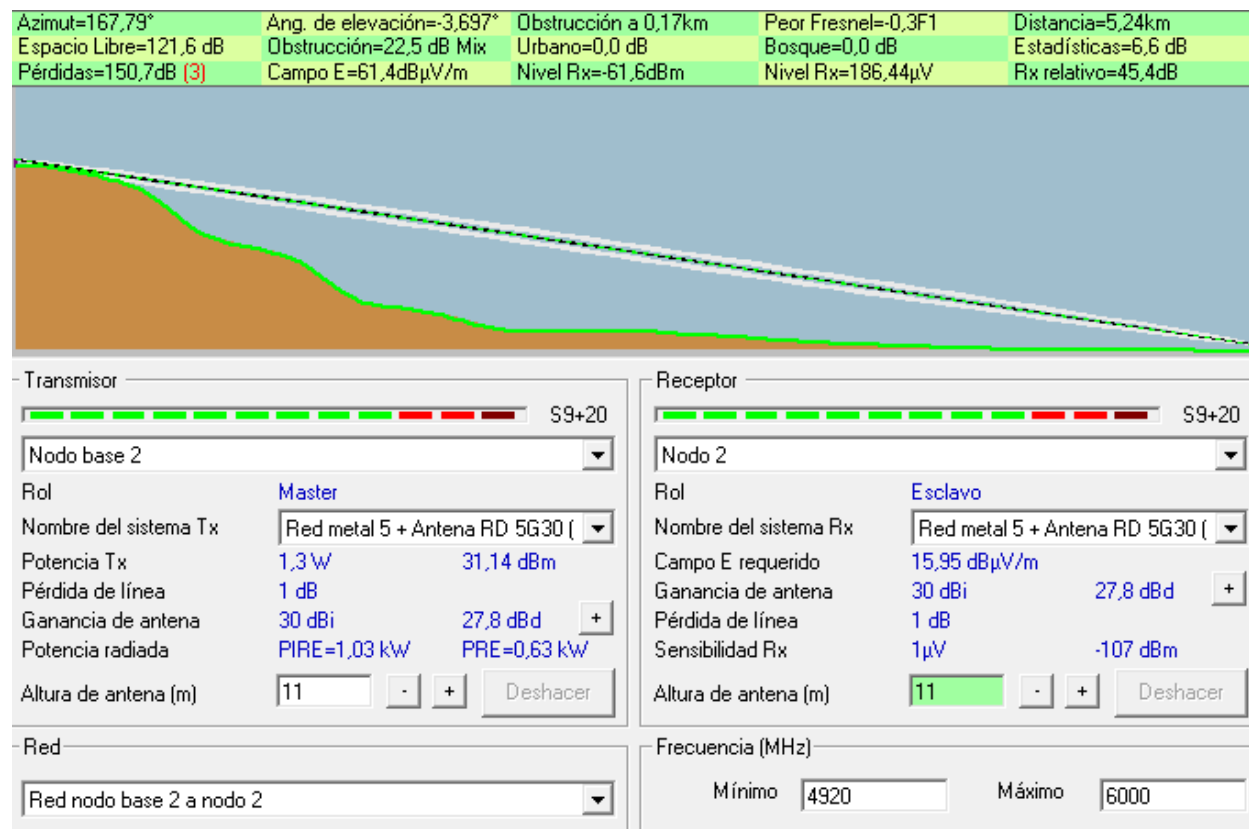 Azimut=167,79° Ang. de elevación=-3,697° Obstrucción a 0,17km Peor Fresnel=-0,3F1 Distancia=5,24km
Espacio Libre=121,6 dB Obstrucción=22,5 dB Mix Urbano=0,0 dB Bosque=0,0 dB Estadísticas=6,6 dB
Pérdidas=150,7dB (3) Campo E=61,4dBμV/m Nivel Rx=-61,6dBm Nivel Rx=186,44μV Rx relativo=45,4dB
Transmisor
S9+20
Nodo base 2
Rol Master
Nombre del sistema Tx Red metal 5 + Antena RD 5G30 (
Potencia Tx 1,3 W 31,14 dBm
Pérdida de línea 1 dB
Ganancia de antena 30 dBi 27,8 dBd +
Potencia radiada PIRE=1,03 kW PRE=0,63 kW
Altura de antena (m) 11 - + Deshacer
Receptor
S9+20
Nodo 2
Rol Esclavo
Nombre del sistema Rx Red metal 5 + Antena RD 5G30 (
Campo E requerido 15,95 dBμV/m
Ganancia de antena 30 dBi 27,8 dBd +
Pérdida de línea 1 dB
Sensibilidad Rx 1μV -107 dBm
Altura de antena (m) 11 - + Deshacer
Red
Red nodo base 2 a nodo 2
Frecuencia (MHz)
Mínimo 4920 Máximo 6000